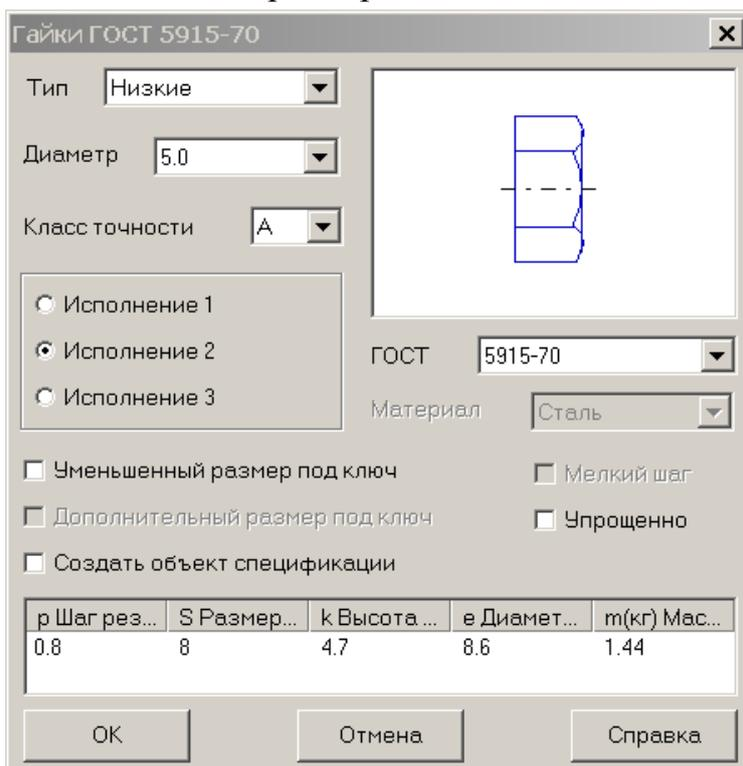 Гайки ГОСТ 5915-70
Тип Низкие
Диаметр 5.0
Класс точности A
Исполнение 1
Исполнение 2
Исполнение 3
ГОСТ 5915-70
Материал Сталь
Уменьшенный размер под ключ
Мелкий шаг
Дополнительный размер под ключ
Упрощенно
Создать объект спецификации
p Шаг рез... S Размер... k Высота ... e Диамет... m(кг) Мас...
0.8 8 4.7 8.6 1.44
OK Отмена Справка